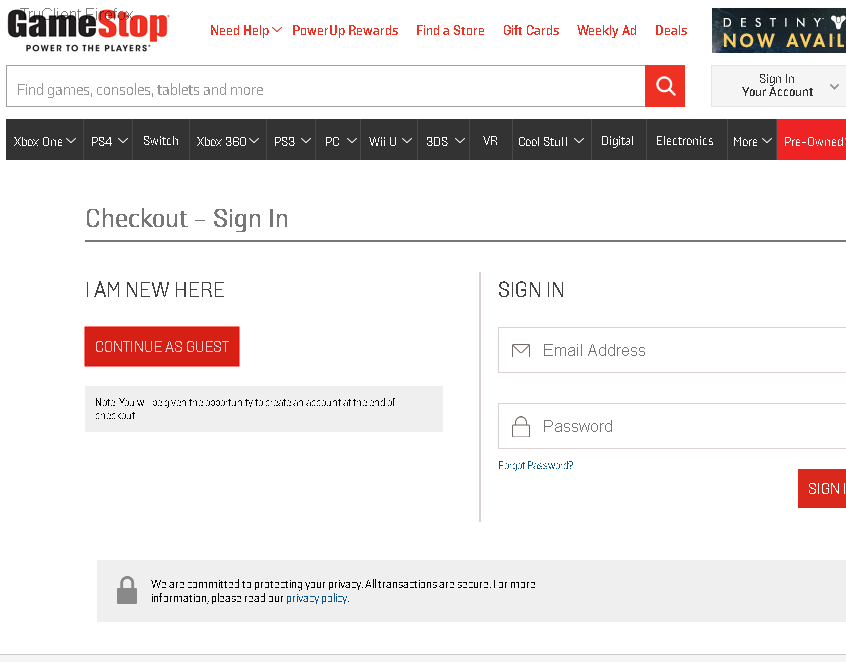 TruClient Firefox
GameStop
POWER TO THE PLAYERS
Need Help PowerUp Rewards Find a Store Gift Cards Weekly Ad Deals
DESTINY
NOW AVAIL
Find games, consoles, tablets and more
Sign In
Your Account
Xbox One PS4 Switch Xbox 360 PS3 PC Wii U 3DS VR Cool Stuff Digital Electronics More Pre-Owned
Checkout – Sign In
I AM NEW HERE
CONTINUE AS GUEST
Note: You will be given the opportunity to create an account at the end of
checkout
SIGN IN
Email Address
Password
Forgot Password?
SIGN I
We are committed to protecting your privacy. All transactions are secure. For more
information, please read our privacy policy.